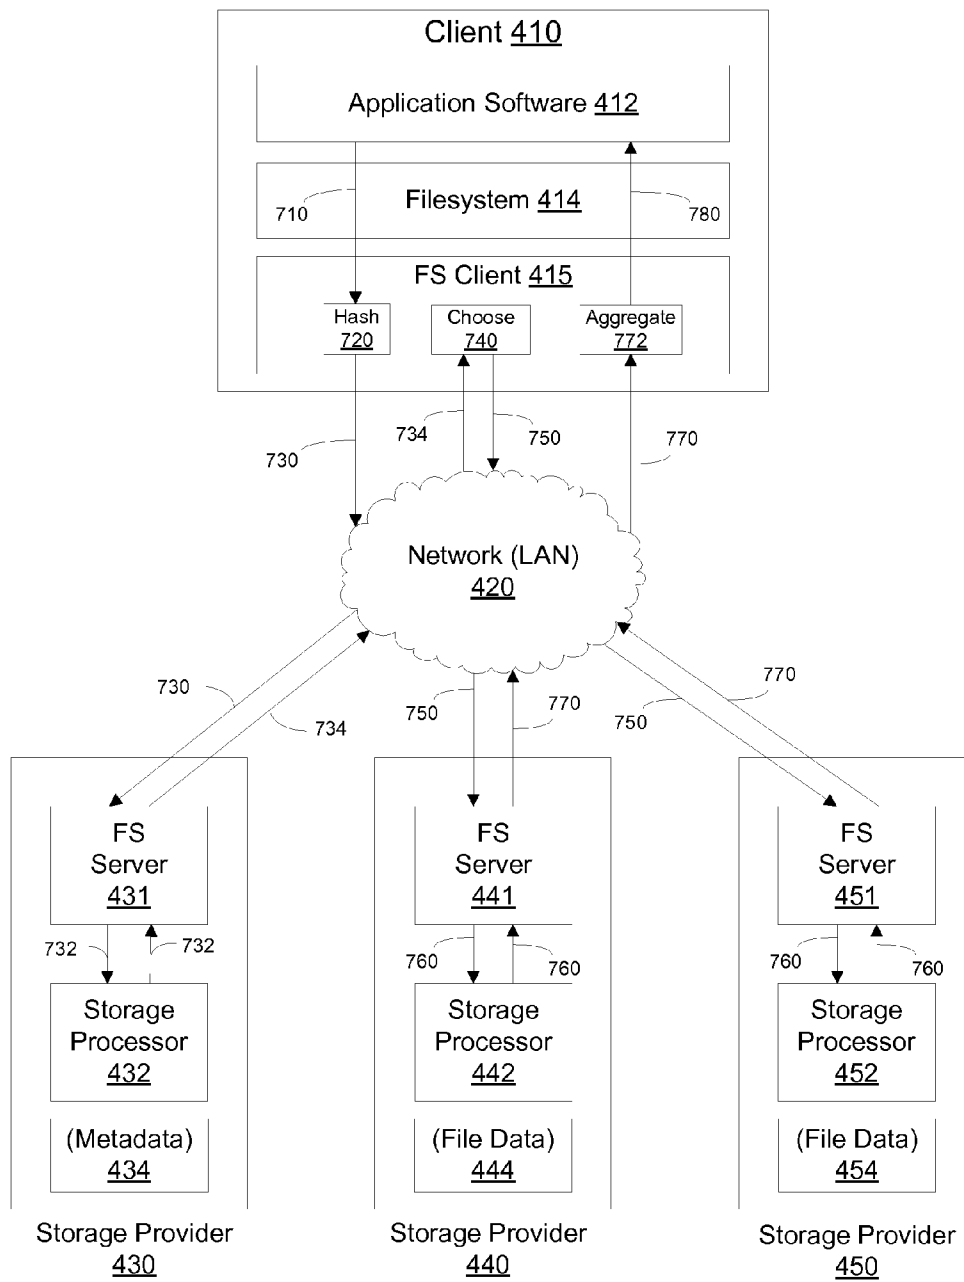 Client 410
Application Software 412
Filesystem 414
710
780
FS Client 415
Hash
720
Choose
740
Aggregate
772
730
734
750
770
Network (LAN)
420
730
734
750
770
750
770
FS
Server
431
FS
Server
441
FS
Server
451
732
732
760
760
760
760
Storage
Processor
432
Storage
Processor
442
Storage
Processor
452
(Metadata)
434
(File Data)
444
(File Data)
454
Storage Provider
430
Storage Provider
440
Storage Provider
450